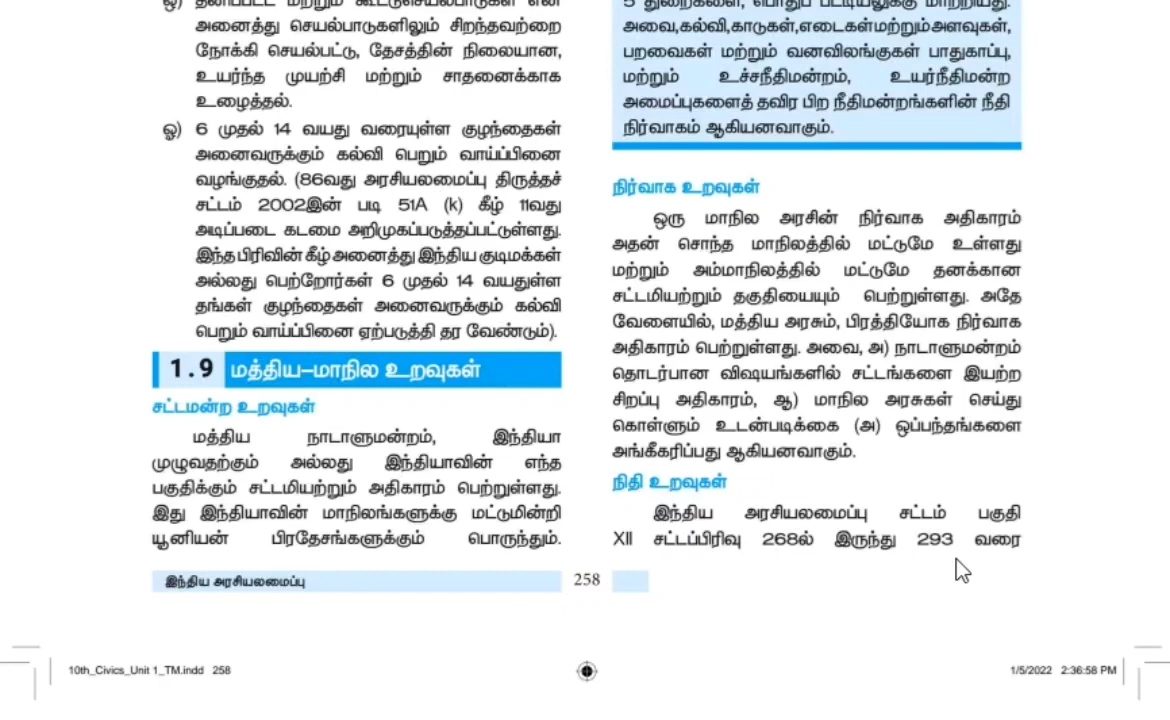 ஓ) 6 முதல் 14 வயது வரையுள்ள குழந்தைகள்
அனைத்து செயல்பாடுகளிலும் சிறந்தவற்றை
நோக்கி செயல்பட்டு, தேசத்தின் நிலையான,
உயர்ந்த முயற்சி மற்றும் சாதனைக்காக
உழைத்தல்.
அனைவருக்கும் கல்வி பெறும் வாய்ப்பினை
வழங்குதல். (86வது அரசியலமைப்பு திருத்தச்
சட்டம் 2002இன் படி 51A (k) கீழ் 11வது
அடிப்படை கடமை அறிமுகப்படுத்தப்பட்டுள்ளது.
இந்த பிரிவின் கீழ் அனைத்து இந்திய குடிமக்கள்
அல்லது பெற்றோர்கள் 6 முதல் 14 வயதுள்ள
தங்கள் குழந்தைகள் அனைவருக்கும் கல்வி
பெறும் வாய்ப்பினை ஏற்படுத்தி தர வேண்டும்).
1.9 மத்திய–மாநில உறவுகள்
சட்டமன்ற உறவுகள்
மத்திய நாடாளுமன்றம், இந்தியா
முழுவதற்கும் அல்லது இந்தியாவின் எந்த
பகுதிக்கும் சட்டமியற்றும் அதிகாரம் பெற்றுள்ளது.
இது இந்தியாவின் மாநிலங்களுக்கு மட்டுமின்றி
யூனியன் பிரதேசங்களுக்கும் பொருந்தும்.
5 துறைகளை, பொதுப் பட்டியலுக்கு மாற்றியது.
அவை, கல்வி, காடுகள், எடைகள் மற்றும் அளவுகள்,
பறவைகள் மற்றும் வனவிலங்குகள் பாதுகாப்பு,
மற்றும் உச்சநீதிமன்றம், உயர்நீதிமன்ற
அமைப்புகளைத் தவிர பிற நீதிமன்றங்களின் நீதி
நிர்வாகம் ஆகியனவாகும்.
நிர்வாக உறவுகள்
ஒரு மாநில அரசின் நிர்வாக அதிகாரம்
அதன் சொந்த மாநிலத்தில் மட்டுமே உள்ளது
மற்றும் அம்மாநிலத்தில் மட்டுமே தனக்கான
சட்டமியற்றும் தகுதியையும் பெற்றுள்ளது. அதே
வேளையில், மத்திய அரசும், பிரத்தியோக நிர்வாக
அதிகாரம் பெற்றுள்ளது. அவை, அ) நாடாளுமன்றம்
தொடர்பான விஷயங்களில் சட்டங்களை இயற்ற
சிறப்பு அதிகாரம், ஆ) மாநில அரசுகள் செய்து
கொள்ளும் உடன்படிக்கை (அ) ஒப்பந்தங்களை
அங்கீகரிப்பது ஆகியனவாகும்.
நிதி உறவுகள்
இந்திய அரசியலமைப்பு சட்டம் பகுதி
XII சட்டப்பிரிவு 268ல் இருந்து 293 வரை
இந்திய அரசியலமைப்பு 258
10th_Civics_Unit 1_TM.indd 258
1/5/2022 2:36:58 PM